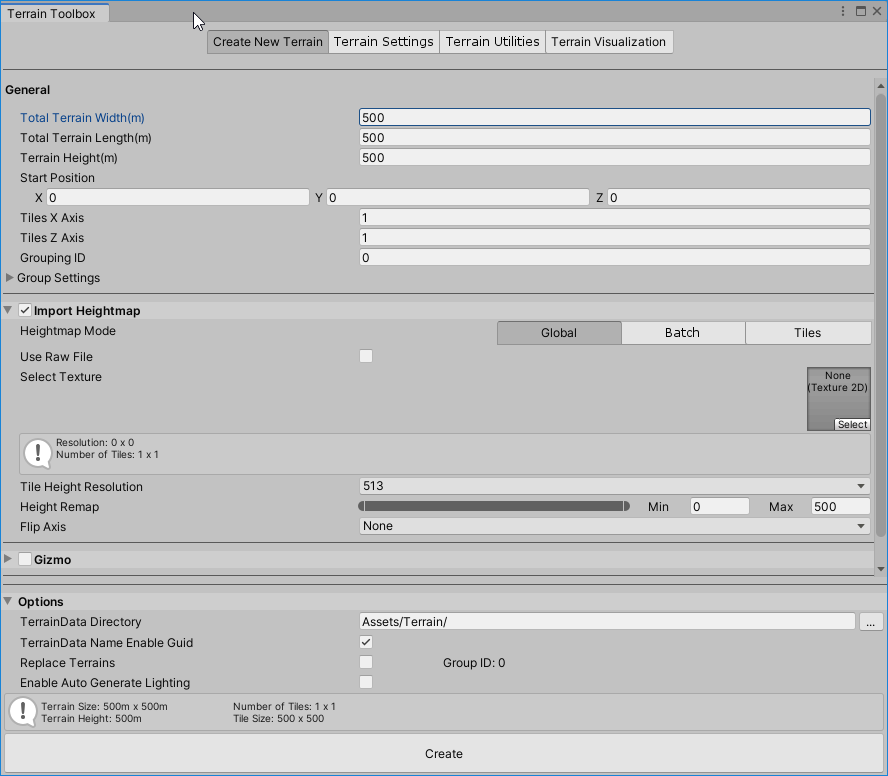 Terrain Toolbox
Create New Terrain Terrain Settings Terrain Utilities Terrain Visualization
General
Total Terrain Width(m) 500
Total Terrain Length(m) 500
Terrain Height(m) 500
Start Position
X 0 Y 0 Z 0
Tiles X Axis 1
Tiles Z Axis 1
Grouping ID 0
Group Settings
Import Heightmap
Heightmap Mode Global Batch Tiles
Use Raw File
Select Texture None
(Texture 2D)
Select
Resolution: 0 x 0
Number of Tiles: 1 x 1
Tile Height Resolution 513
Height Remap Min 0 Max 500
Flip Axis None
Gizmo
Options
TerrainData Directory Assets/Terrain/ ...
TerrainData Name Enable Guid
Replace Terrains Group ID: 0
Enable Auto Generate Lighting
Terrain Size: 500m x 500m Number of Tiles: 1 x 1
Terrain Height: 500m Tile Size: 500 x 500
Create